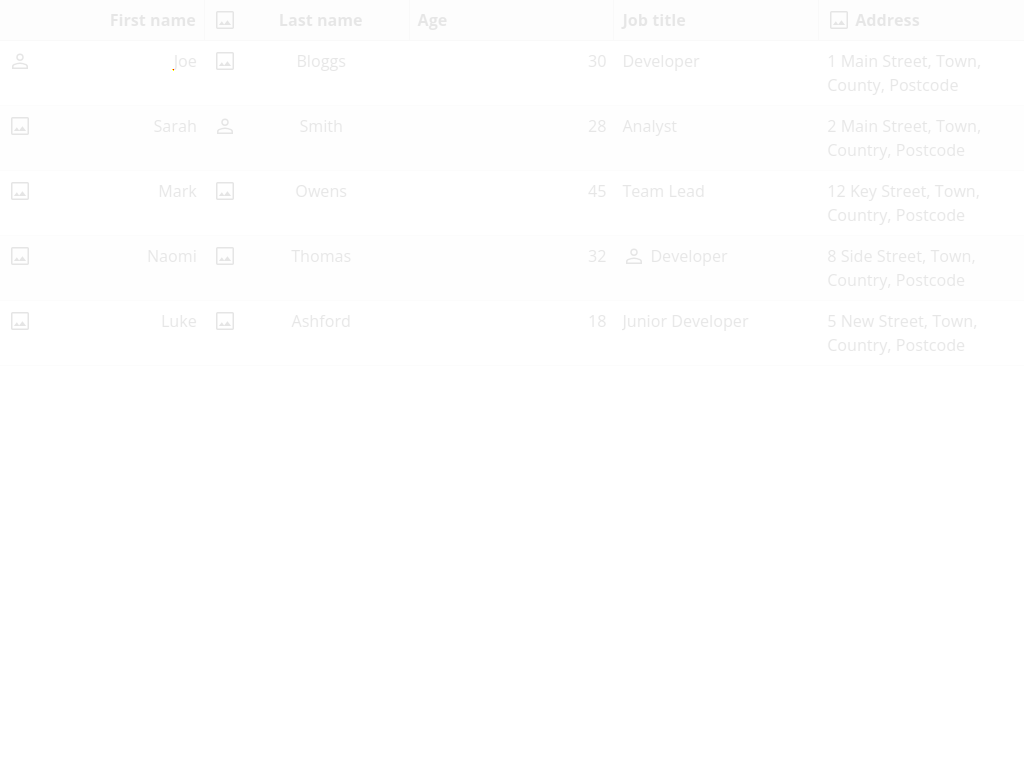 First name Last name Age Job title Address
Joe Bloggs 30 Developer 1 Main Street, Town,
County, Postcode
Sarah Smith 28 Analyst 2 Main Street, Town,
Country, Postcode
Mark Owens 45 Team Lead 12 Key Street, Town,
Country, Postcode
Naomi Thomas 32 Developer 8 Side Street, Town,
Country, Postcode
Luke Ashford 18 Junior Developer 5 New Street, Town,
Country, Postcode